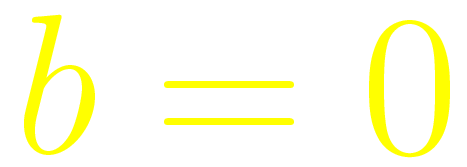 b = 0